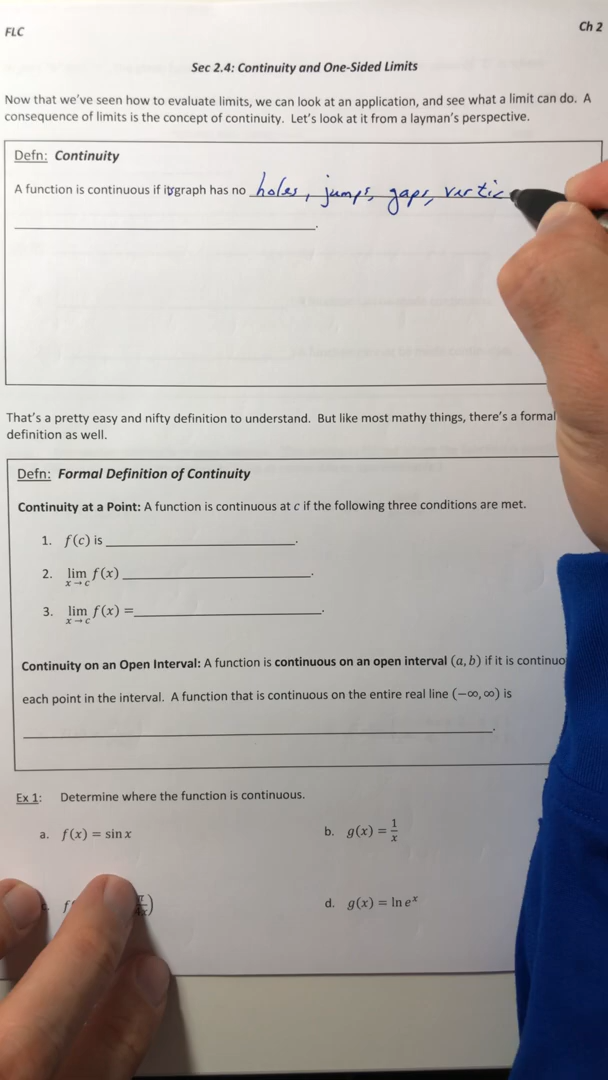 FLC
Ch 2
Sec 2.4: Continuity and One-Sided Limits
Now that we've seen how to evaluate limits, we can look at an application, and see what a limit can do. A
consequence of limits is the concept of continuity. Let's look at it from a layman's perspective.
Defn: Continuity
A function is continuous if its graph has no holes, jumps, gaps, vertic
That's a pretty easy and nifty definition to understand. But like most mathy things, there's a formal
definition as well.
Defn: Formal Definition of Continuity
Continuity at a Point: A function is continuous at c if the following three conditions are met.
1. f(c) is ___.
2. lim x→c f(x) ___.
3. lim x→c f(x) = ___.
Continuity on an Open Interval: A function is continuous on an open interval (a, b) if it is continuo
each point in the interval. A function that is continuous on the entire real line (−∞, ∞) is
___.
Ex 1: Determine where the function is continuous.
a. f(x) = sin x
b. g(x) = 1/x
f
d. g(x) = ln e^x